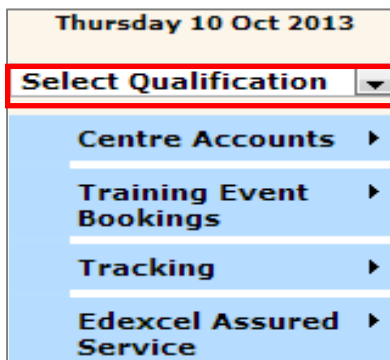 Thursday 10 Oct 2013
Select Qualification
Centre Accounts
Training Event
Bookings
Tracking
Edexcel Assured
Service